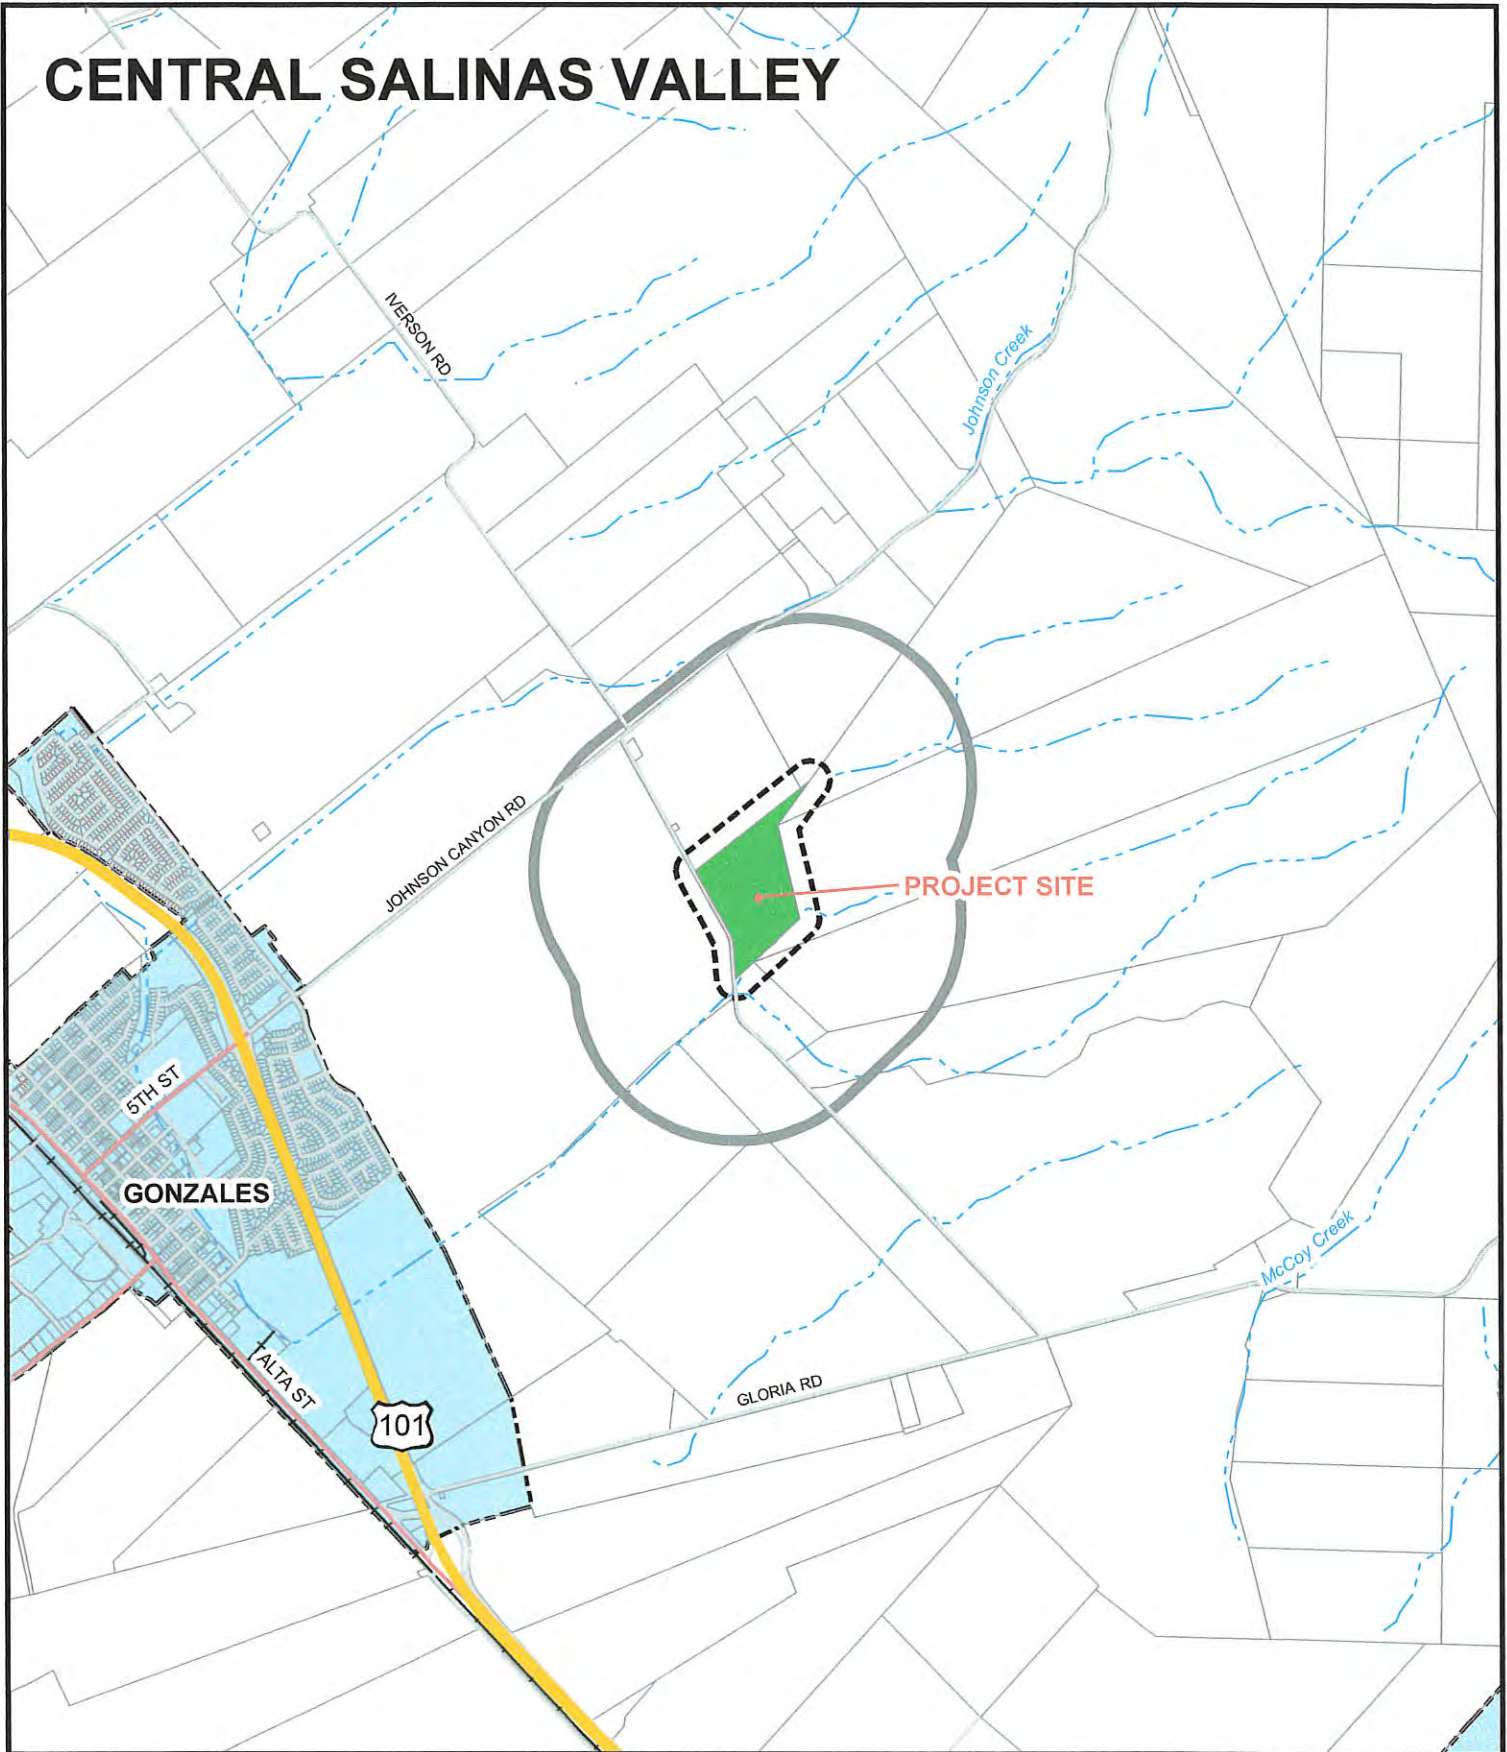 CENTRAL SALINAS VALLEY
IVERSON RD
Johnson Creek
JOHNSON CANYON RD
PROJECT SITE
5TH ST
GONZALES
McCoy Creek
ALTA ST
GLORIA RD
101